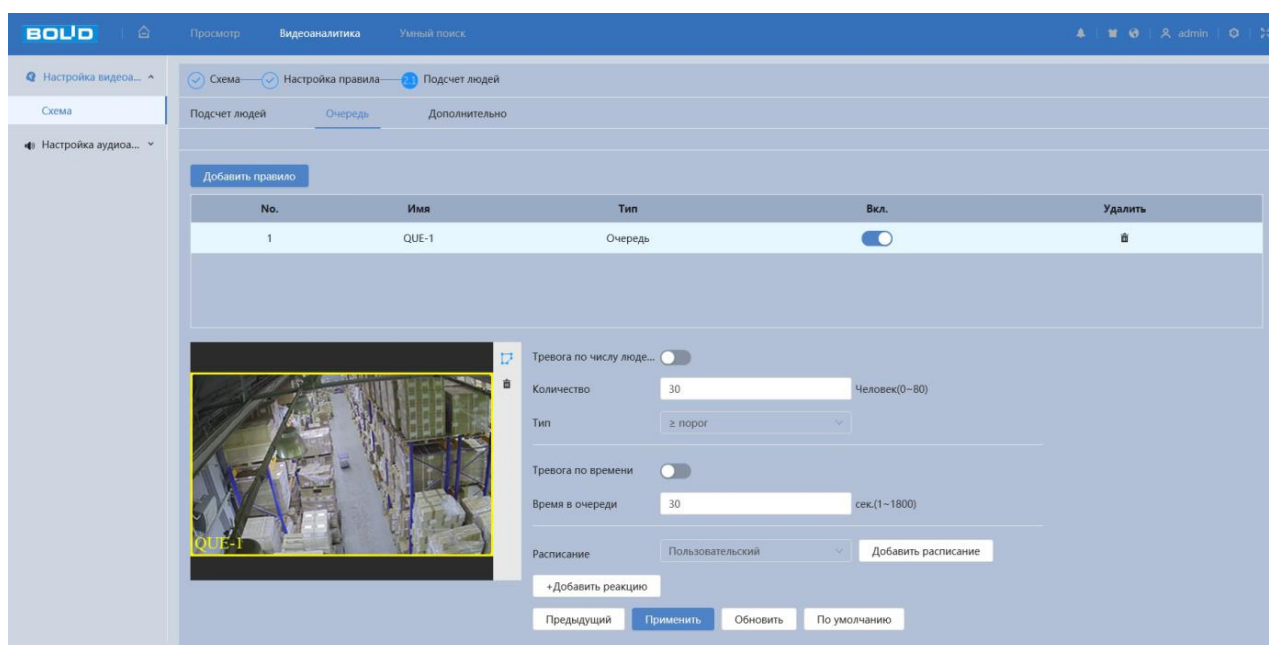 BOLID Просмотр Видеоаналитика Умный поиск admin
Настройка видеоа... Схема Настройка правила 2.1 Подсчет людей
Схема Подсчет людей Очередь Дополнительно
Настройка аудиоа...
Добавить правило
No. Имя Тип Вкл. Удалить
1 QUE-1 Очередь
Тревога по числу люде...
Количество 30 Человек(0~80)
Тип ≥ порог
Тревога по времени
Время в очереди 30 сек.(1~1800)
QUE-1
Расписание Пользовательский Добавить расписание
+Добавить реакцию
Предыдущий Применить Обновить По умолчанию